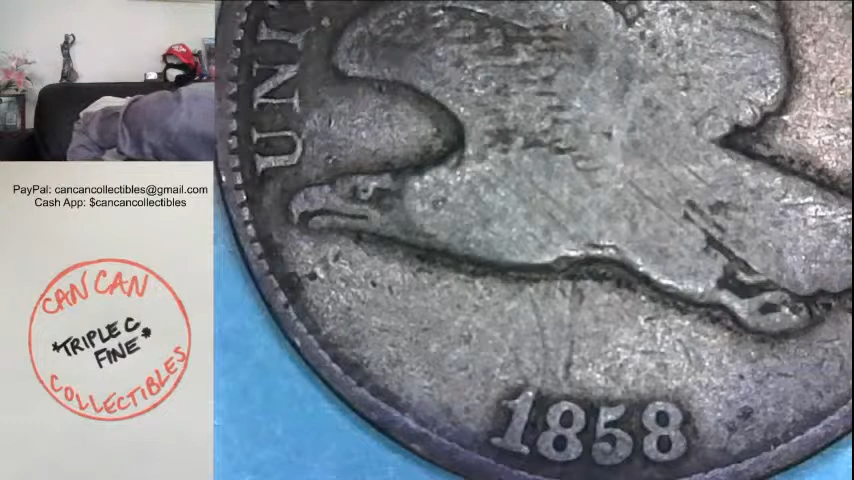 PayPal: cancancollectibles@gmail.com
Cash App: $cancancollectibles
CAN CAN
*TRIPLE C
FINE*
COLLECTIBLES
UNI
1858